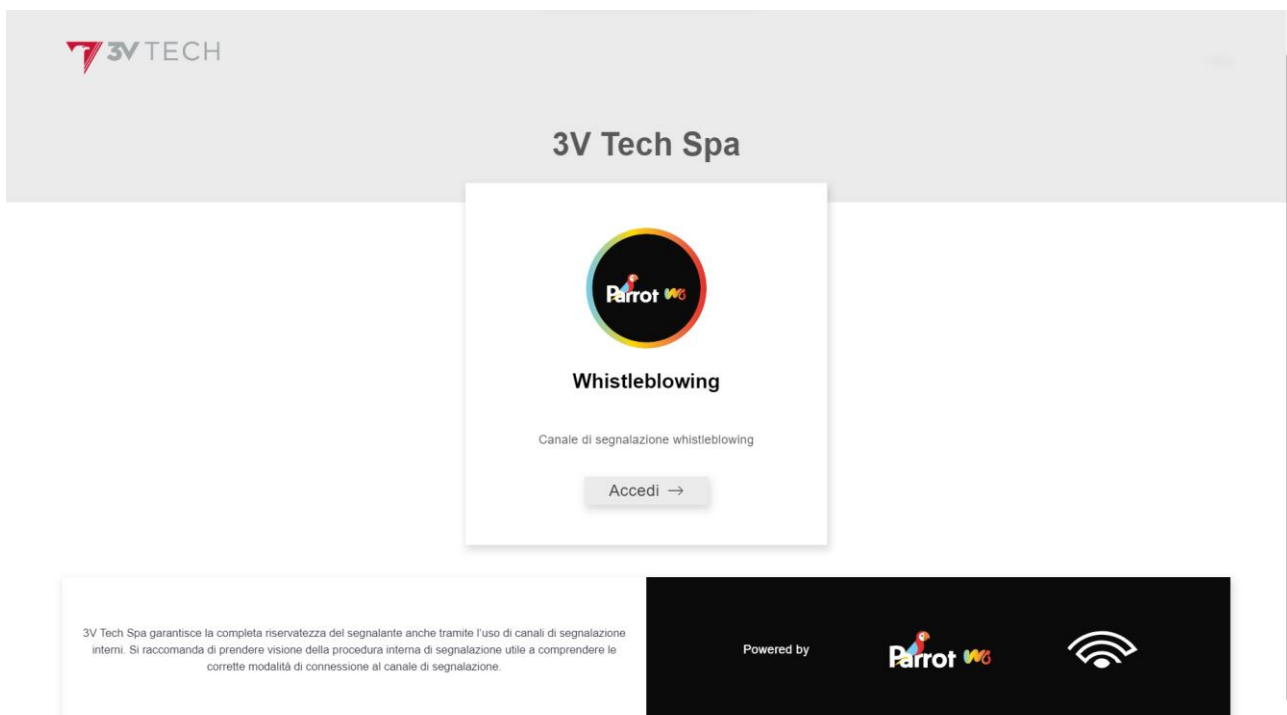 3V TECH
3V Tech Spa
Parrot WB
Whistleblowing
Canale di segnalazione whistleblowing
Accedi →
3V Tech Spa garantisce la completa riservatezza del segnalante anche tramite l'uso di canali di segnalazione
interni. Si raccomanda di prendere visione della procedura interna di segnalazione utile a comprendere le
corrette modalità di connessione al canale di segnalazione.
Powered by
Parrot WB